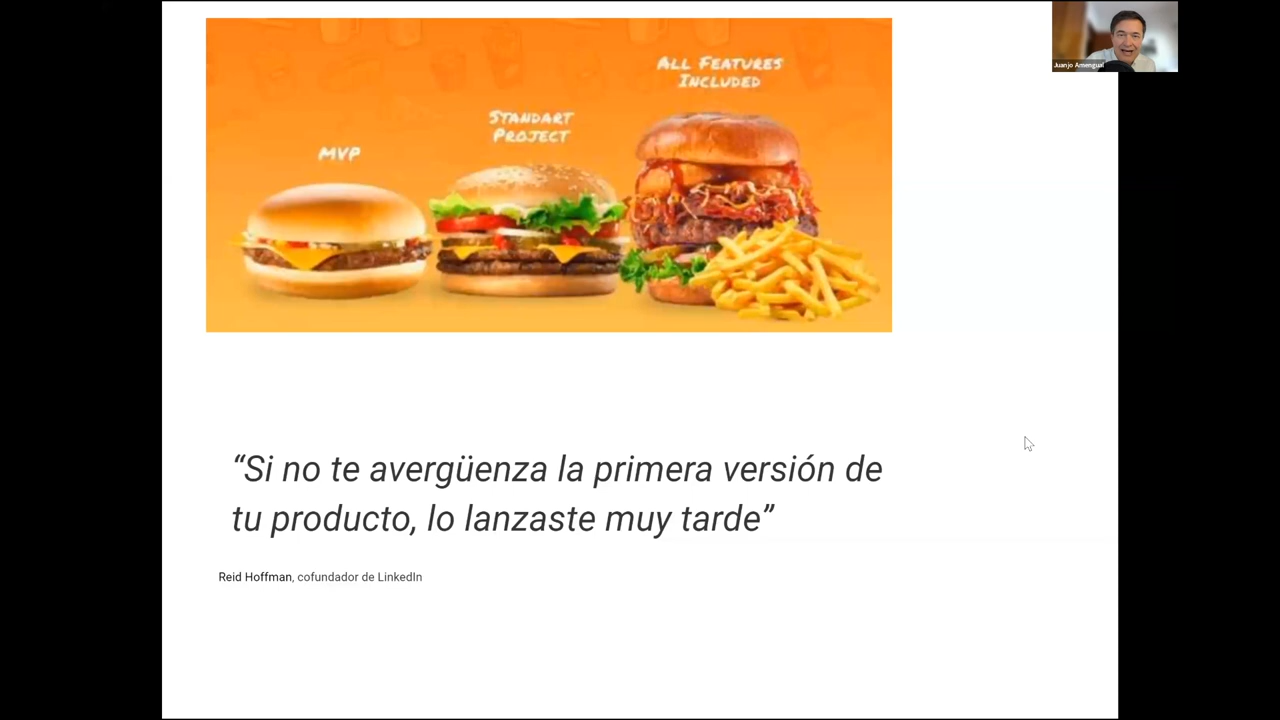 Juanjo Amengual
ALL FEATURES
INCLUDED
STANDART
PROJECT
MVP
“Si no te avergüenza la primera versión de
tu producto, lo lanzaste muy tarde”
Reid Hoffman, cofundador de LinkedIn